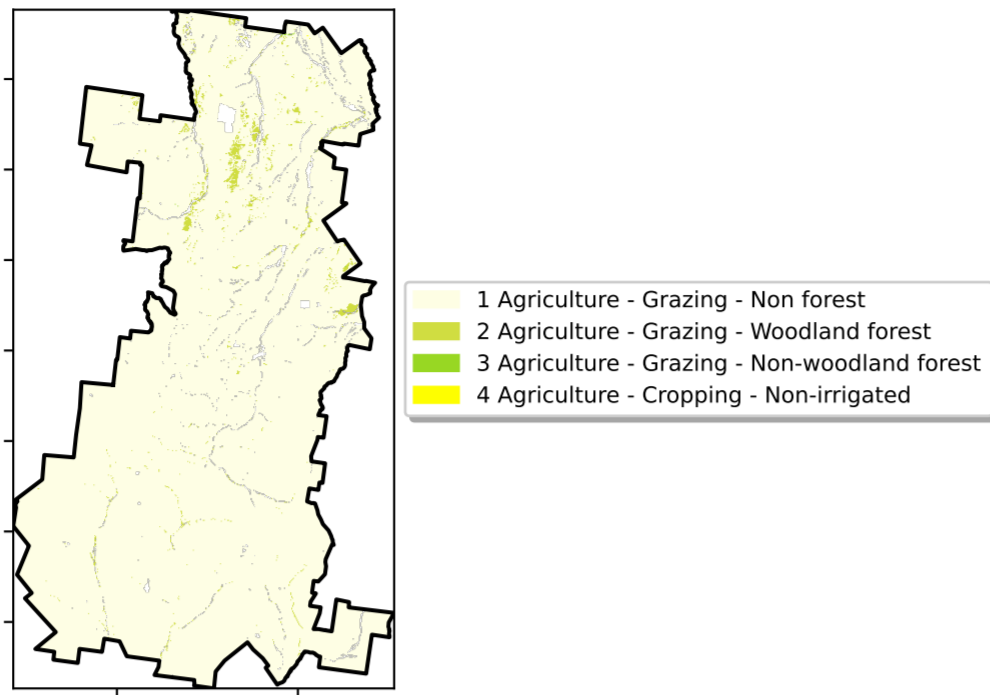 1 Agriculture - Grazing - Non forest
2 Agriculture - Grazing - Woodland forest
3 Agriculture - Grazing - Non-woodland forest
4 Agriculture - Cropping - Non-irrigated